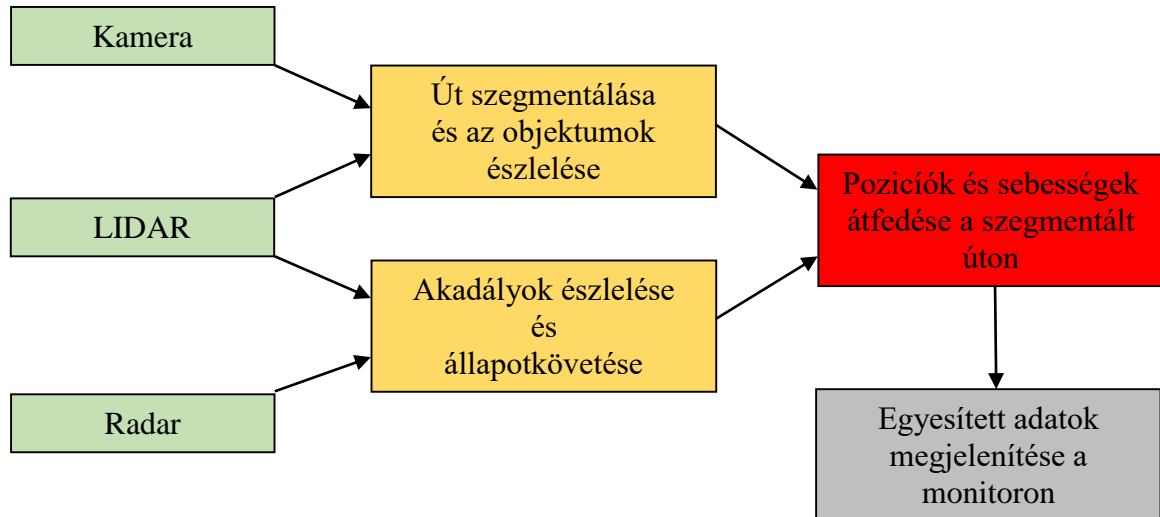 Kamera
Út szegmentálása
és az objektumok
észlelése
LIDAR
Akadályok észlelése
és
állapotkövetése
Radar
Pozicíók és sebességek
átfedése a szegmentált
úton
Egyesített adatok
megjelenítése a
monitoron